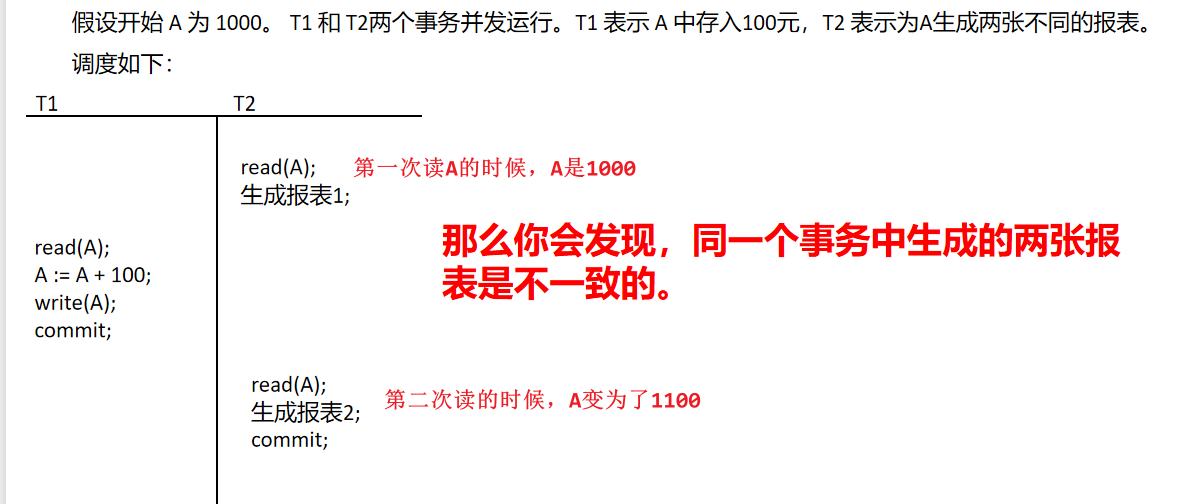 假设开始 A 为 1000。 T1 和 T2两个事务并发运行。T1 表示 A 中存入100元，T2 表示为A生成两张不同的报表。
调度如下：
T1 T2
read(A); 第一次读A的时候，A是1000
生成报表1;
那么你会发现，同一个事务中生成的两张报
表是不一致的。
read(A);
A := A + 100;
write(A);
commit;
read(A);
生成报表2; 第二次读的时候，A变为了1100
commit;